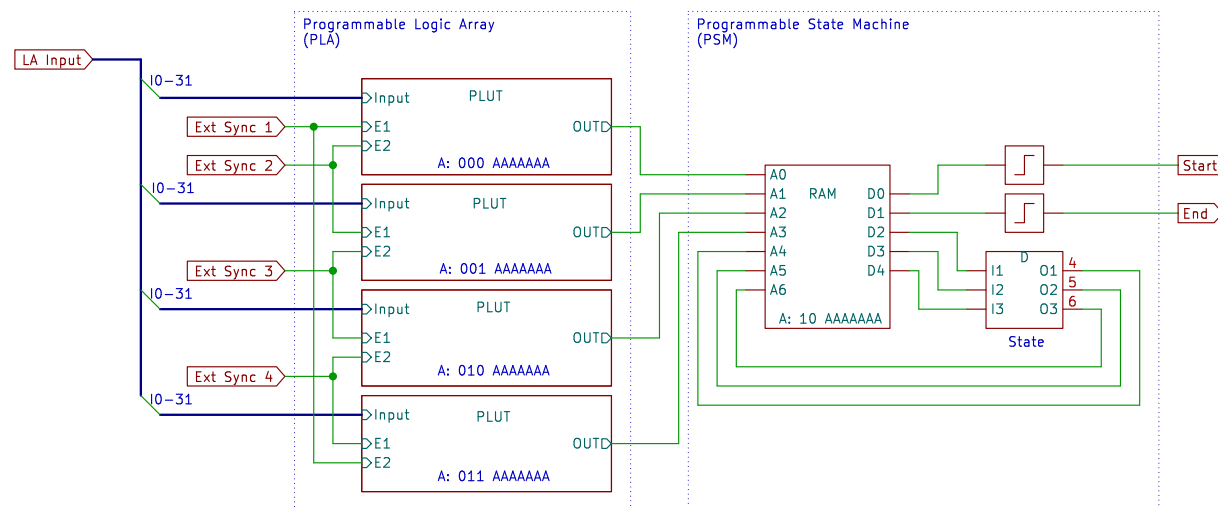 Programmable Logic Array
(PLA)
Programmable State Machine
(PSM)
LA Input
I0-31
Input
PLUT
Ext Sync 1
E1
OUT
E2
Ext Sync 2
A: 000 AAAAAAA
I0-31
Input
PLUT
E1
OUT
E2
Ext Sync 3
A: 001 AAAAAAA
I0-31
Input
PLUT
E1
OUT
E2
Ext Sync 4
A: 010 AAAAAAA
I0-31
Input
PLUT
E1
OUT
E2
A: 011 AAAAAAA
A0
A1
RAM
D0
A2
D1
A3
D2
A4
D3
A5
D4
A6
A: 10 AAAAAAA
Start
End
D
I1
O1
4
I2
O2
5
I3
O3
6
State